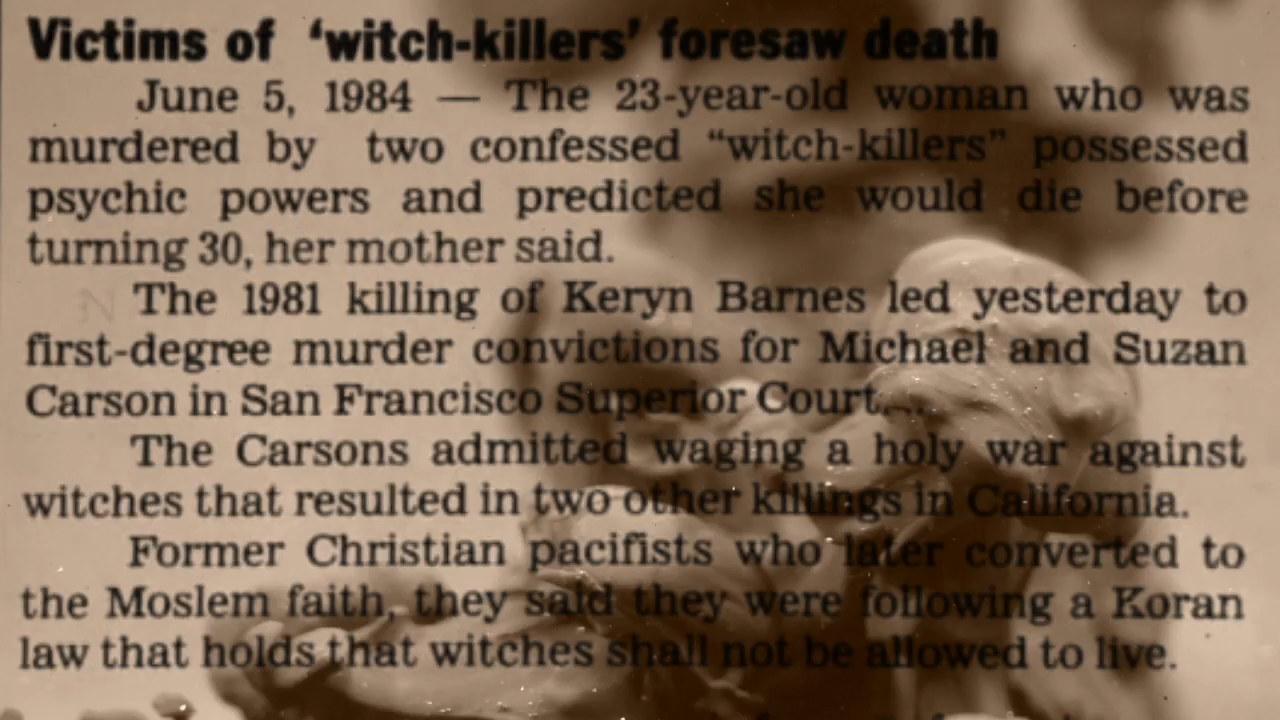 Victims of 'witch-killers' foresaw death
June 5, 1984 — The 23-year-old woman who was
murdered by two confessed "witch-killers" possessed
psychic powers and predicted she would die before
turning 30, her mother said.
The 1981 killing of Keryn Barnes led yesterday to
first-degree murder convictions for Michael and Suzan
Carson in San Francisco Superior Court....
The Carsons admitted waging a holy war against
witches that resulted in two other killings in California.
Former Christian pacifists who later converted to
the Moslem faith, they said they were following a Koran
law that holds that witches shall not be allowed to live.